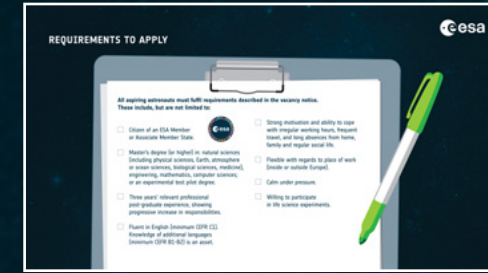 esa
REQUIREMENTS TO APPLY
All aspiring astronauts must fulfil requirements described in the vacancy notice.
These include, but are not limited to:
Citizen of an ESA Member
or Associate Member State.
esa
Master's degree (or higher) in natural sciences
(including physical sciences, Earth, atmosphere
or ocean sciences, biological sciences, medicine),
engineering, mathematics, computer sciences,
or an experimental test pilot degree.
Three years' relevant professional
post-graduate experience, showing
progressive increase in responsibilities.
Fluent in English (minimum CEFR C1).
Knowledge of additional languages
(minimum CEFR B1-B2) is an asset.
Strong motivation and ability to cope
with irregular working hours, frequent
travel, and long absences from home,
family and regular social life.
Flexible with regards to place of work
(inside or outside Europe).
Calm under pressure.
Willing to participate
in life science experiments.